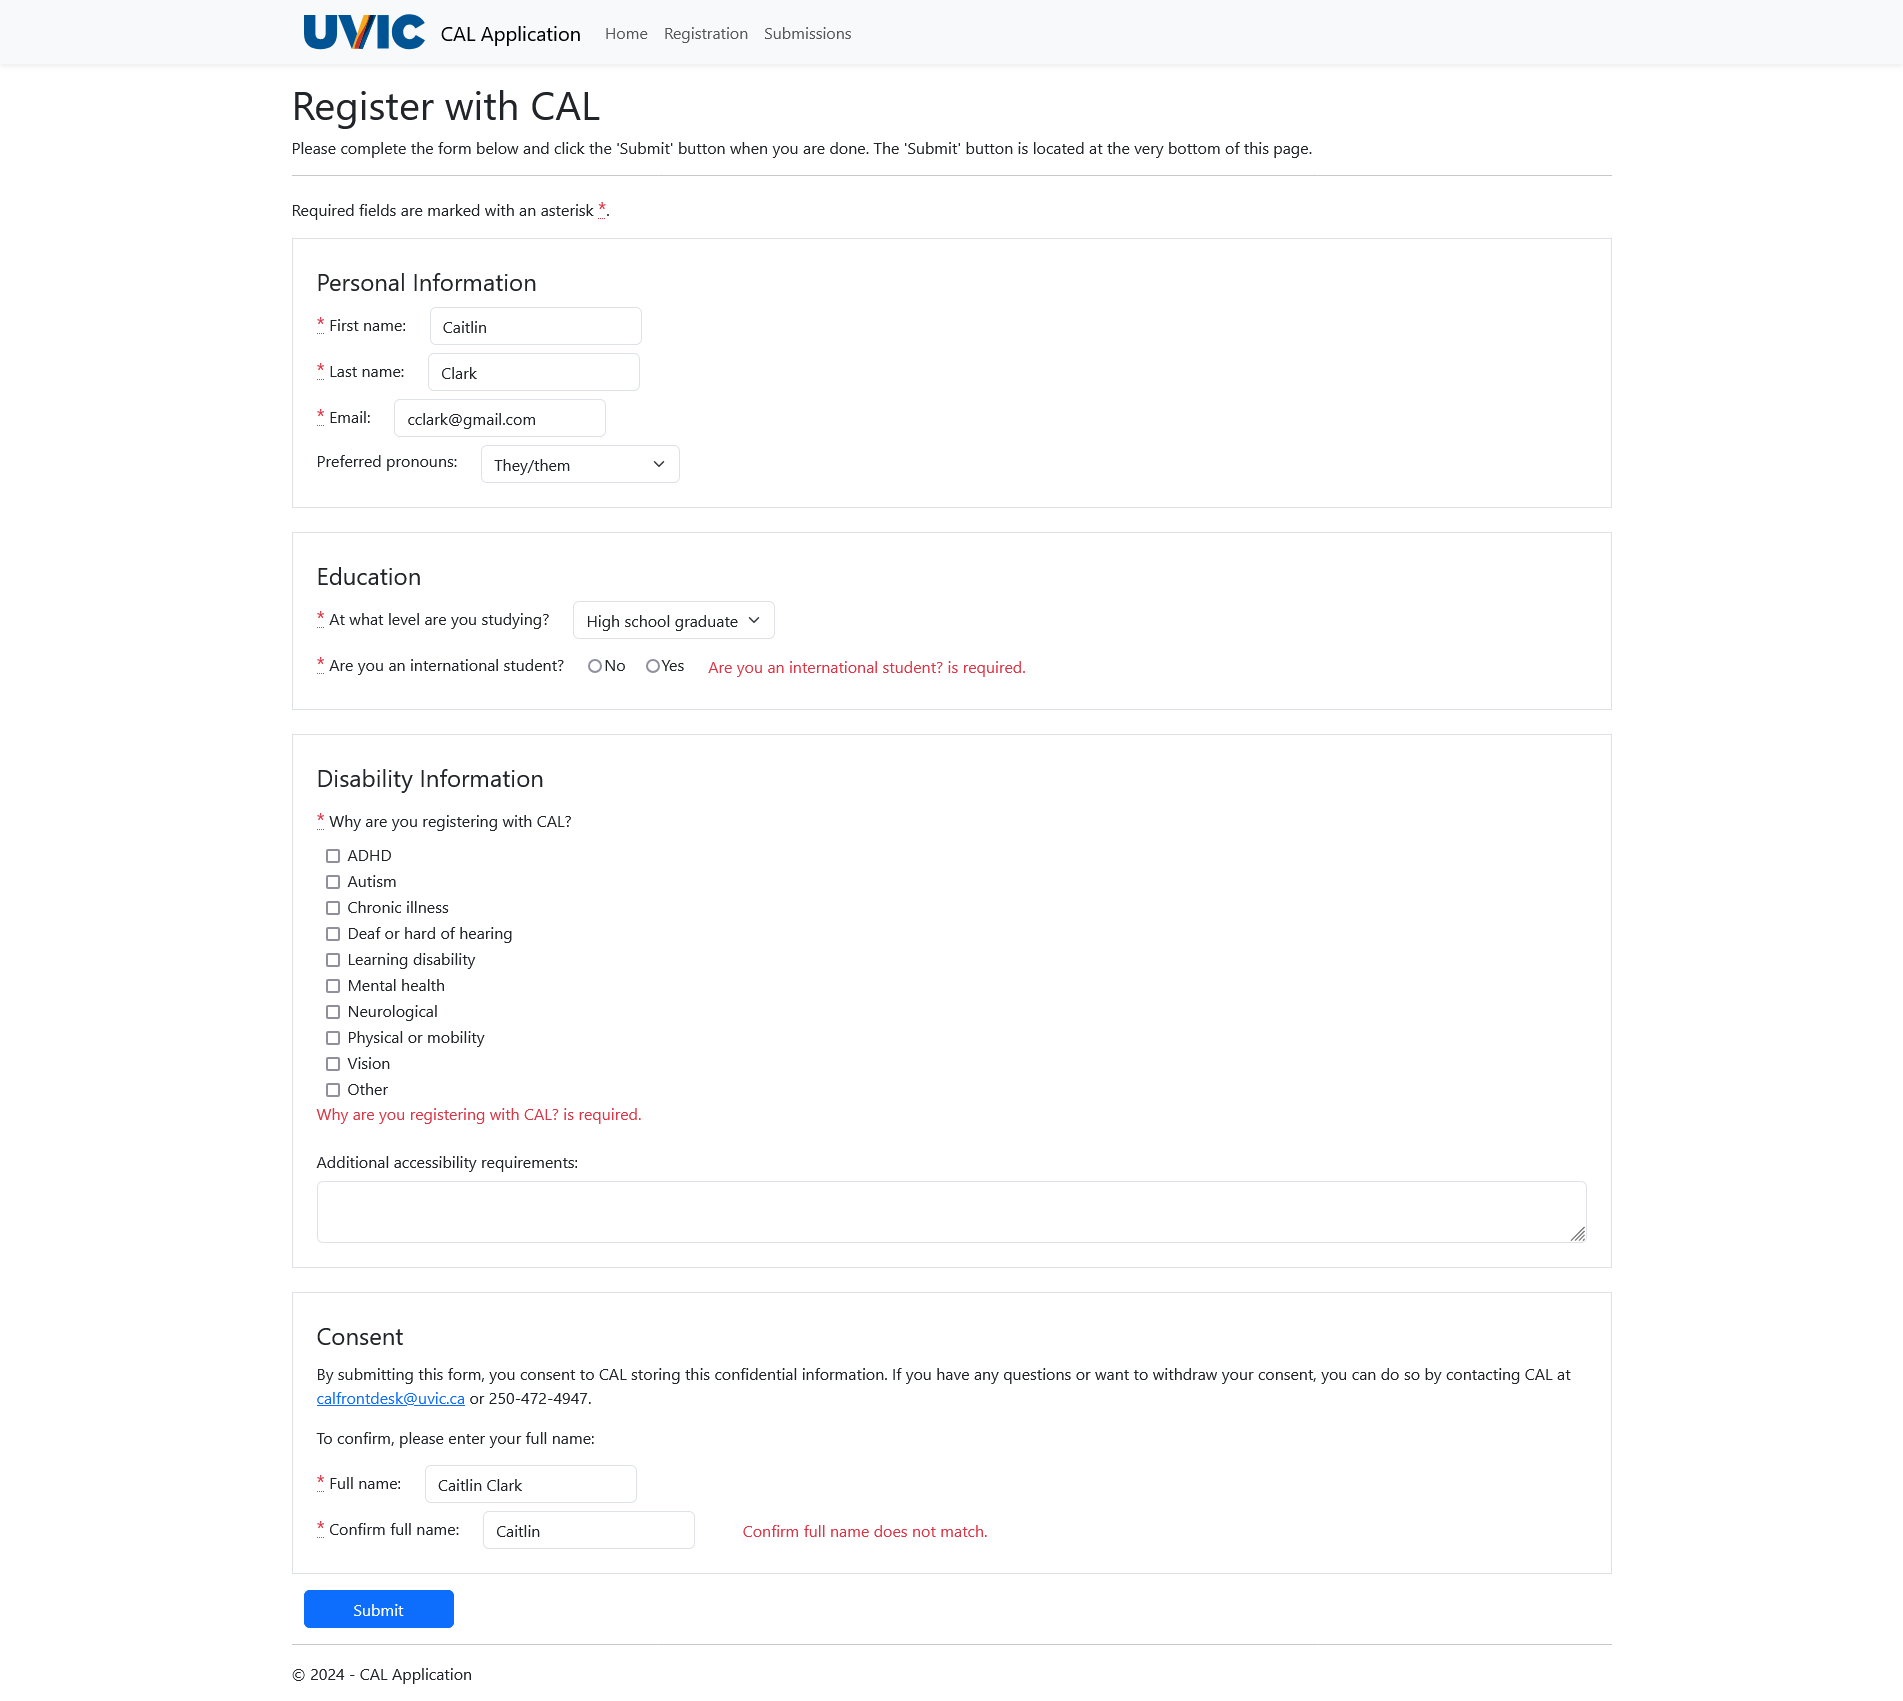 UVIC CAL Application Home Registration Submissions
Register with CAL
Please complete the form below and click the 'Submit' button when you are done. The 'Submit' button is located at the very bottom of this page.
Required fields are marked with an asterisk *.
Personal Information
* First name: Caitlin
* Last name: Clark
* Email: cclark@gmail.com
Preferred pronouns: They/them
Education
* At what level are you studying? High school graduate
* Are you an international student? No Yes Are you an international student? is required.
Disability Information
* Why are you registering with CAL?
ADHD
Autism
Chronic illness
Deaf or hard of hearing
Learning disability
Mental health
Neurological
Physical or mobility
Vision
Other
Why are you registering with CAL? is required.
Additional accessibility requirements:
Consent
By submitting this form, you consent to CAL storing this confidential information. If you have any questions or want to withdraw your consent, you can do so by contacting CAL at
calfrontdesk@uvic.ca or 250-472-4947.
To confirm, please enter your full name:
* Full name: Caitlin Clark
* Confirm full name: Caitlin Confirm full name does not match.
Submit
© 2024 - CAL Application